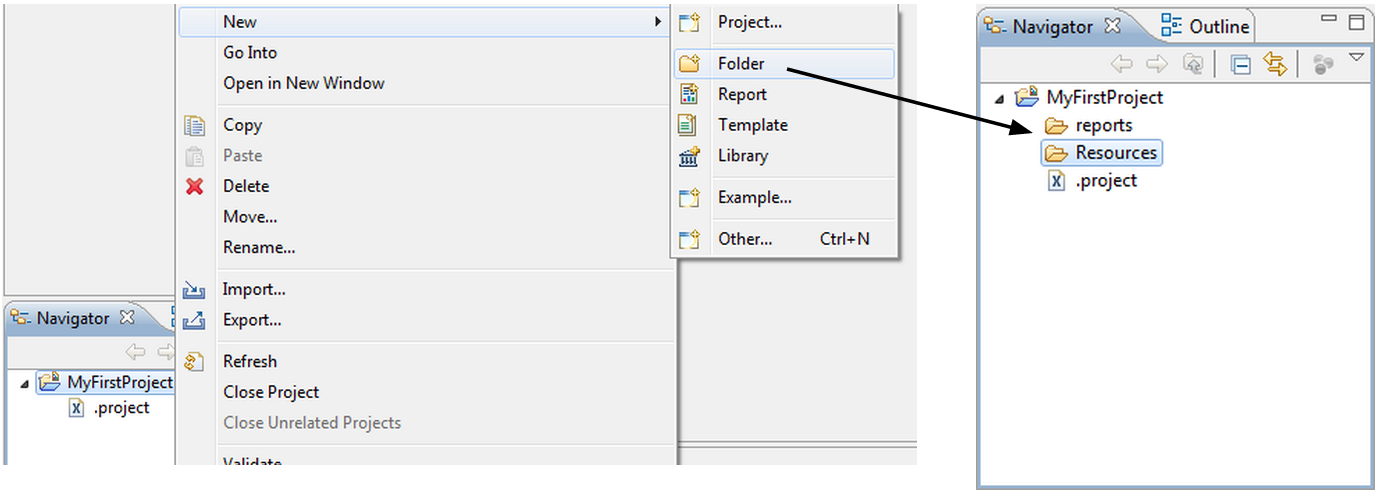 New
Go Into
Open in New Window
Copy
Paste
Delete
Move...
Rename...
Import...
Export...
Refresh
Close Project
Close Unrelated Projects
Validate
Project...
Folder
Report
Template
Library
Example...
Other... Ctrl+N
Navigator
MyFirstProject
.project
Navigator Outline
MyFirstProject
reports
Resources
.project